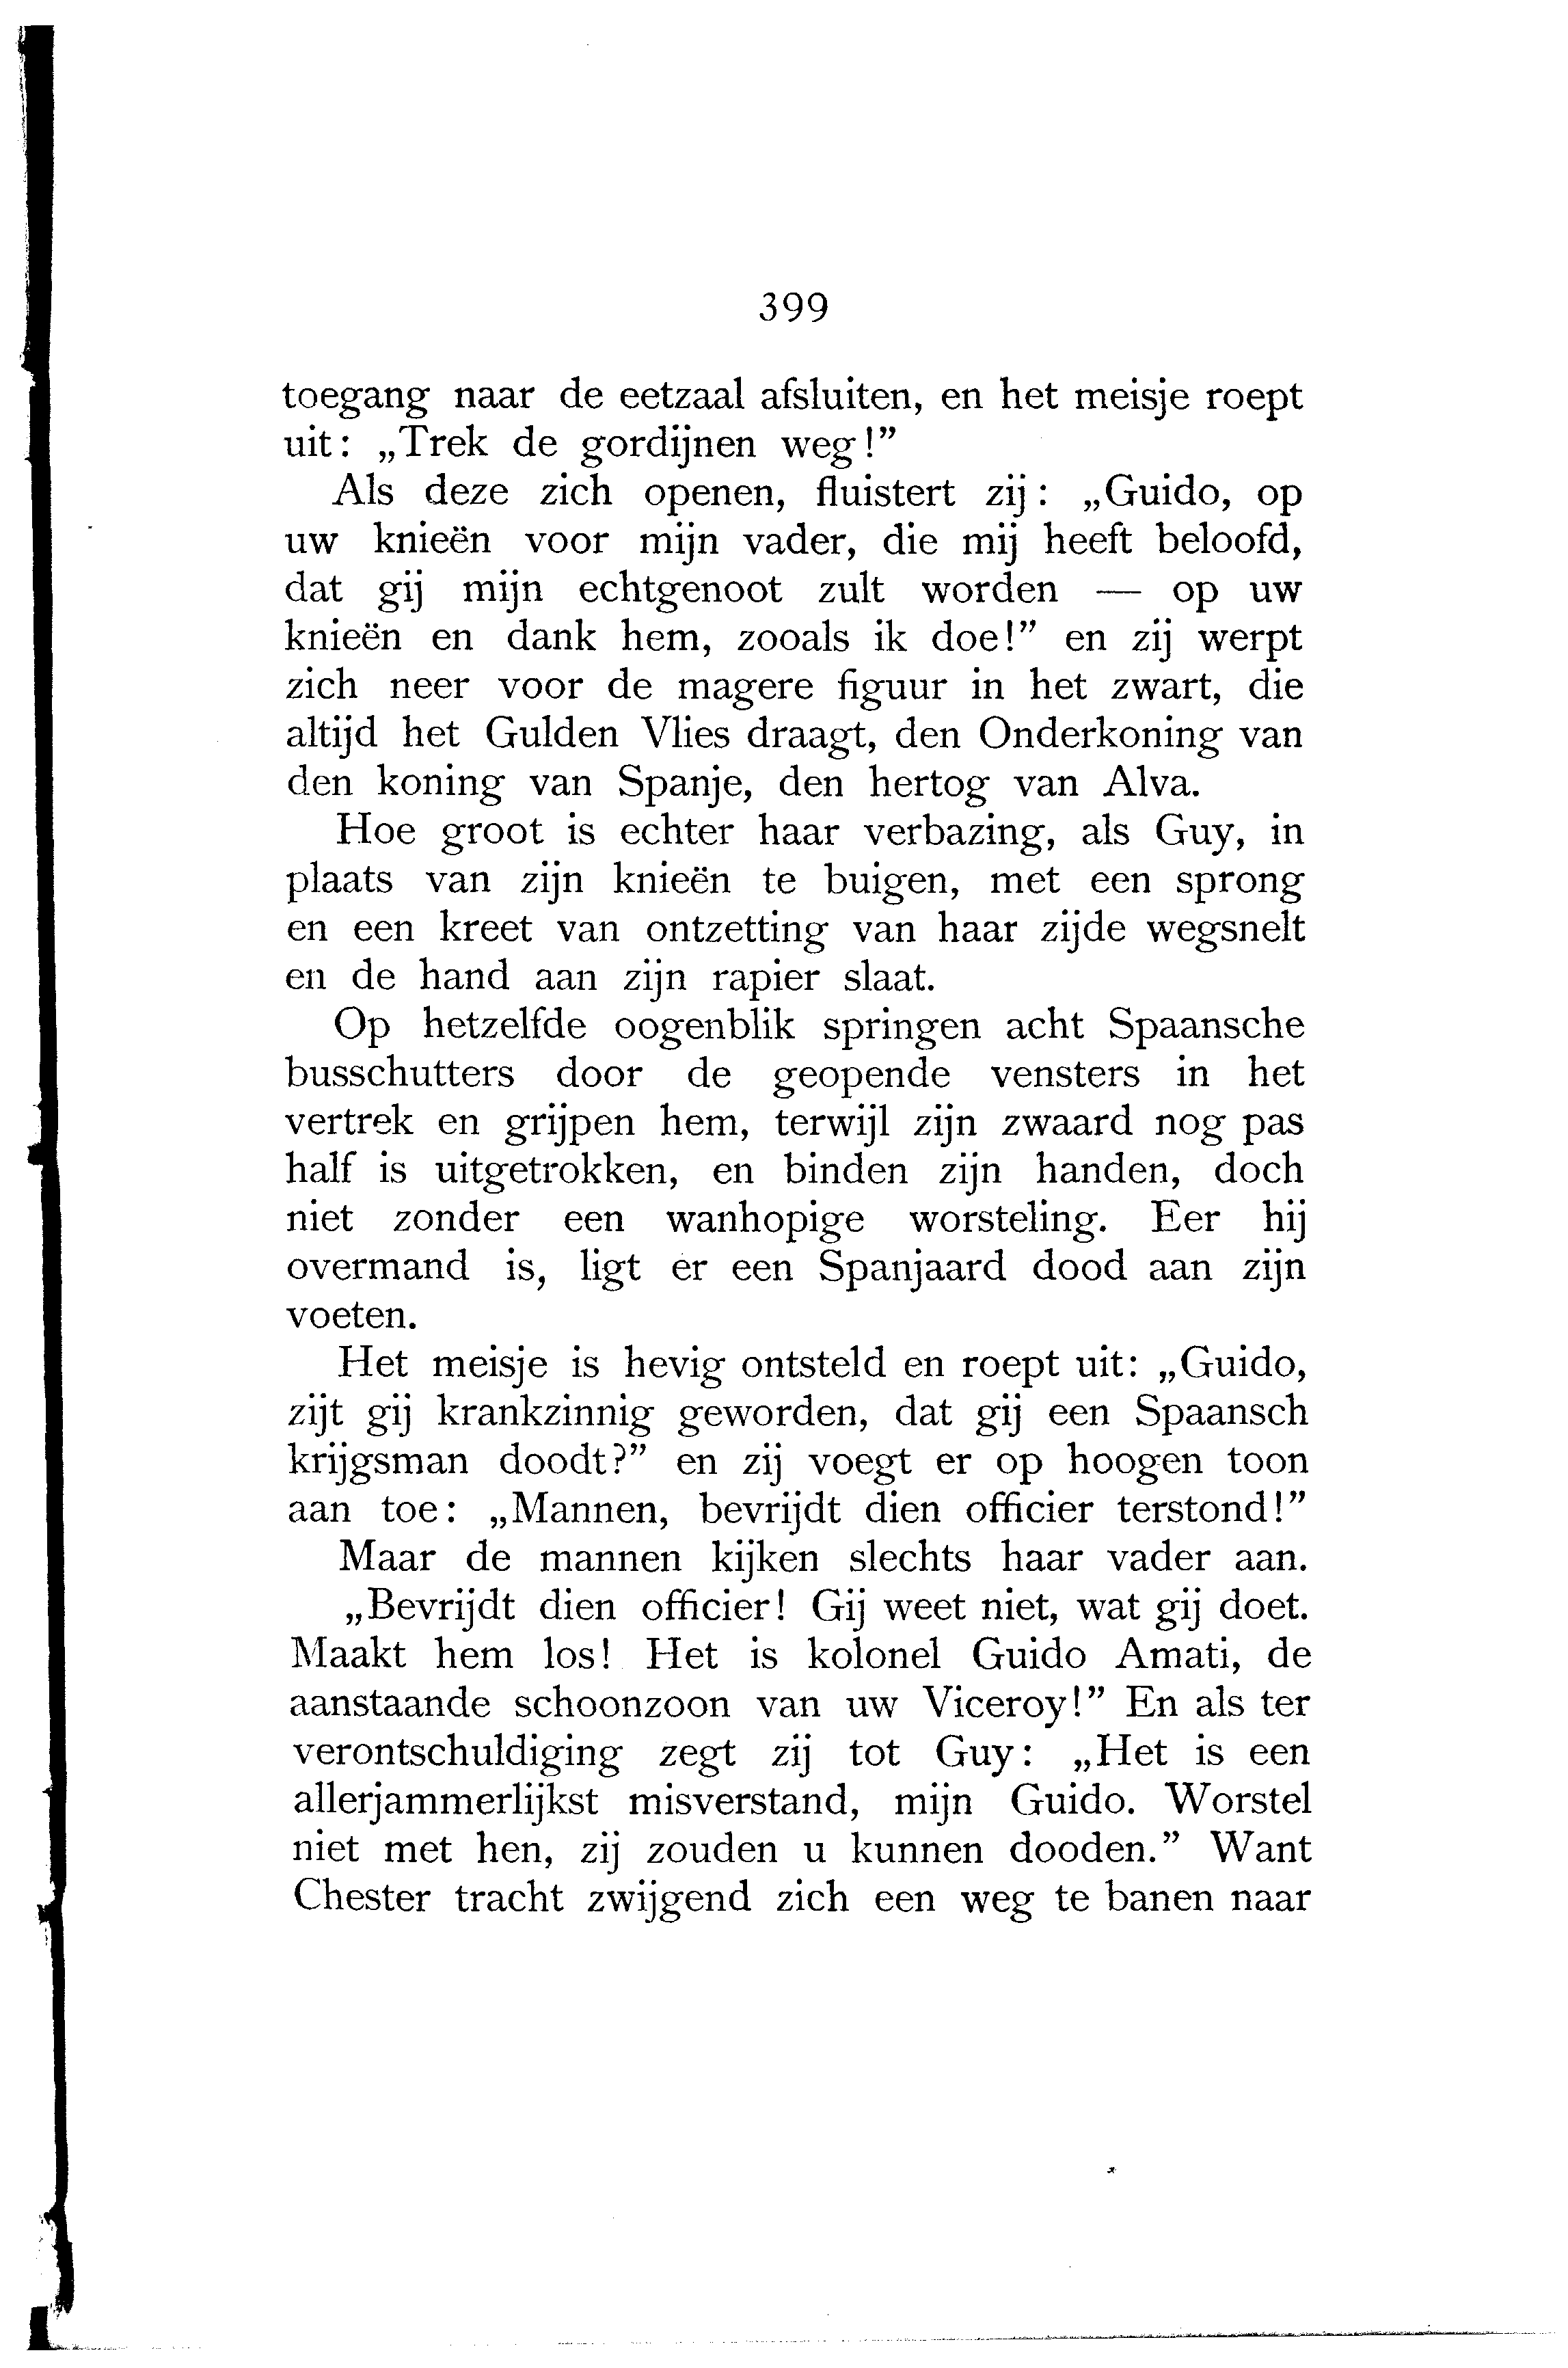 399
toegang naar de eetzaal afsluiten, en het meisje roept
uit: „Trek de gordijnen weg!”
Als deze zich openen, fluistert zij: „Guido, op
uw knieën voor mijn vader, die mij heeft beloofd,
dat gij mijn echtgenoot zult worden — op uw
knieën en dank hem, zooals ik doe!” en zij werpt
zich neer voor de magere figuur in het zwart, die
altijd het Gulden Vlies draagt, den Onderkoning van
den koning van Spanje, den hertog van Alva.
Hoe groot is echter haar verbazing, als Guy, in
plaats van zijn knieën te buigen, met een sprong
en een kreet van ontzetting van haar zijde wegsnelt
en de hand aan zijn rapier slaat.
Op hetzelfde oogenblik springen acht Spaansche
busschutters door de geopende vensters in het
vertrek en grijpen hem, terwijl zijn zwaard nog pas
half is uitgetrokken, en binden zijn handen, doch
niet zonder een wanhopige worsteling. Eer hij
overmand is, ligt er een Spanjaard dood aan zijn
voeten.
Het meisje is hevig ontsteld en roept uit: „Guido,
zijt gij krankzinnig geworden, dat gij een Spaansch
krijgsman doodt?” en zij voegt er op hoogen toon
aan toe: „Mannen, bevrijdt dien officier terstond!”
Maar de mannen kijken slechts haar vader aan.
„Bevrijdt dien officier! Gij weet niet, wat gij doet.
Maakt hem los! Het is kolonel Guido Amati, de
aanstaande schoonzoon van uw Viceroy!” En als ter
verontschuldiging zegt zij tot Guy: „Het is een
allerjammerlijkst misverstand, mijn Guido. Worstel
niet met hen, zij zouden u kunnen dooden.” Want
Chester tracht zwijgend zich een weg te banen naar